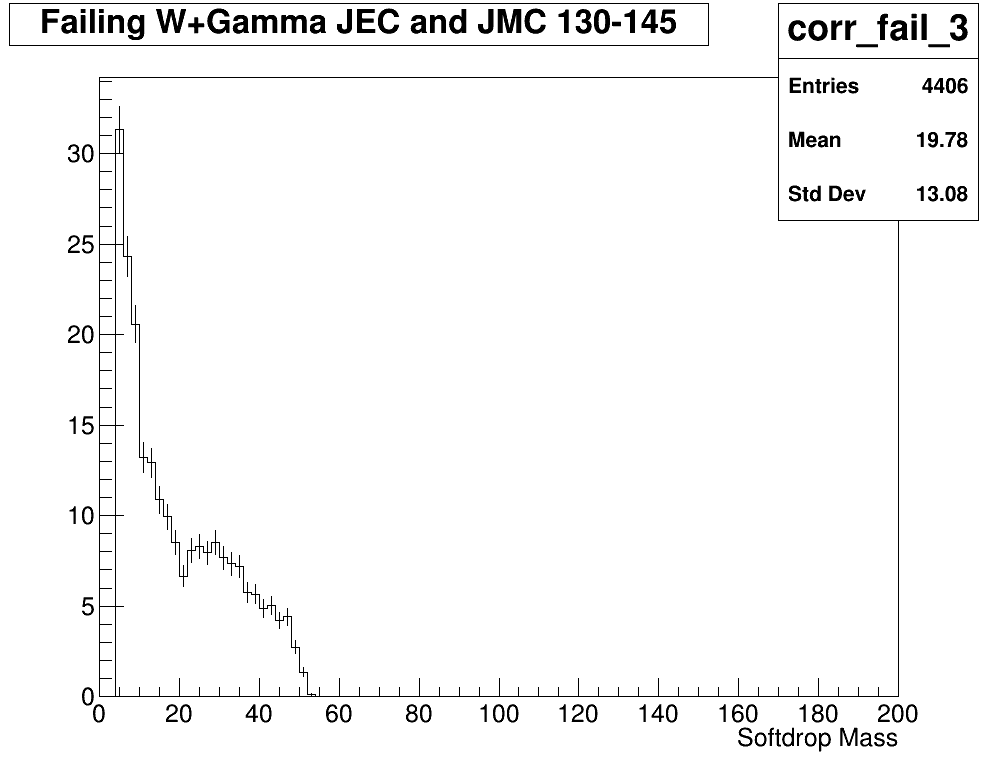 Failing W+Gamma JEC and JMC 130-145
corr_fail_3
Entries 4406
Mean 19.78
Std Dev 13.08
30
25
20
15
10
5
0
0 20 40 60 80 100 120 140 160 180 200
Softdrop Mass